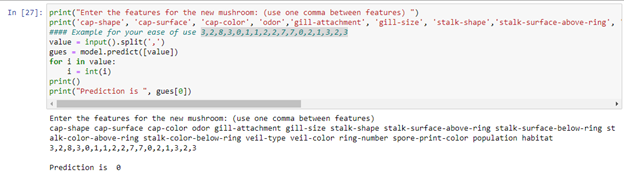 In [27]: print("Enter the features for the new mushroom: (use one comma between features) ")
print('cap-shape', 'cap-surface', 'cap-color', 'odor','gill-attachment', 'gill-size', 'stalk-shape','stalk-surface-above-ring',
#### Example for your ease of use 3,2,8,3,0,1,1,2,2,7,7,0,2,1,3,2,3
value = input().split(',')
gues = model.predict([value])
for i in value:
i = int(i)
print()
print("Prediction is ", gues[0])
Enter the features for the new mushroom: (use one comma between features)
cap-shape cap-surface cap-color odor gill-attachment gill-size stalk-shape stalk-surface-above-ring stalk-surface-below-ring st
alk-color-above-ring stalk-color-below-ring veil-type veil-color ring-number spore-print-color population habitat
3,2,8,3,0,1,1,2,2,7,7,0,2,1,3,2,3
Prediction is 0